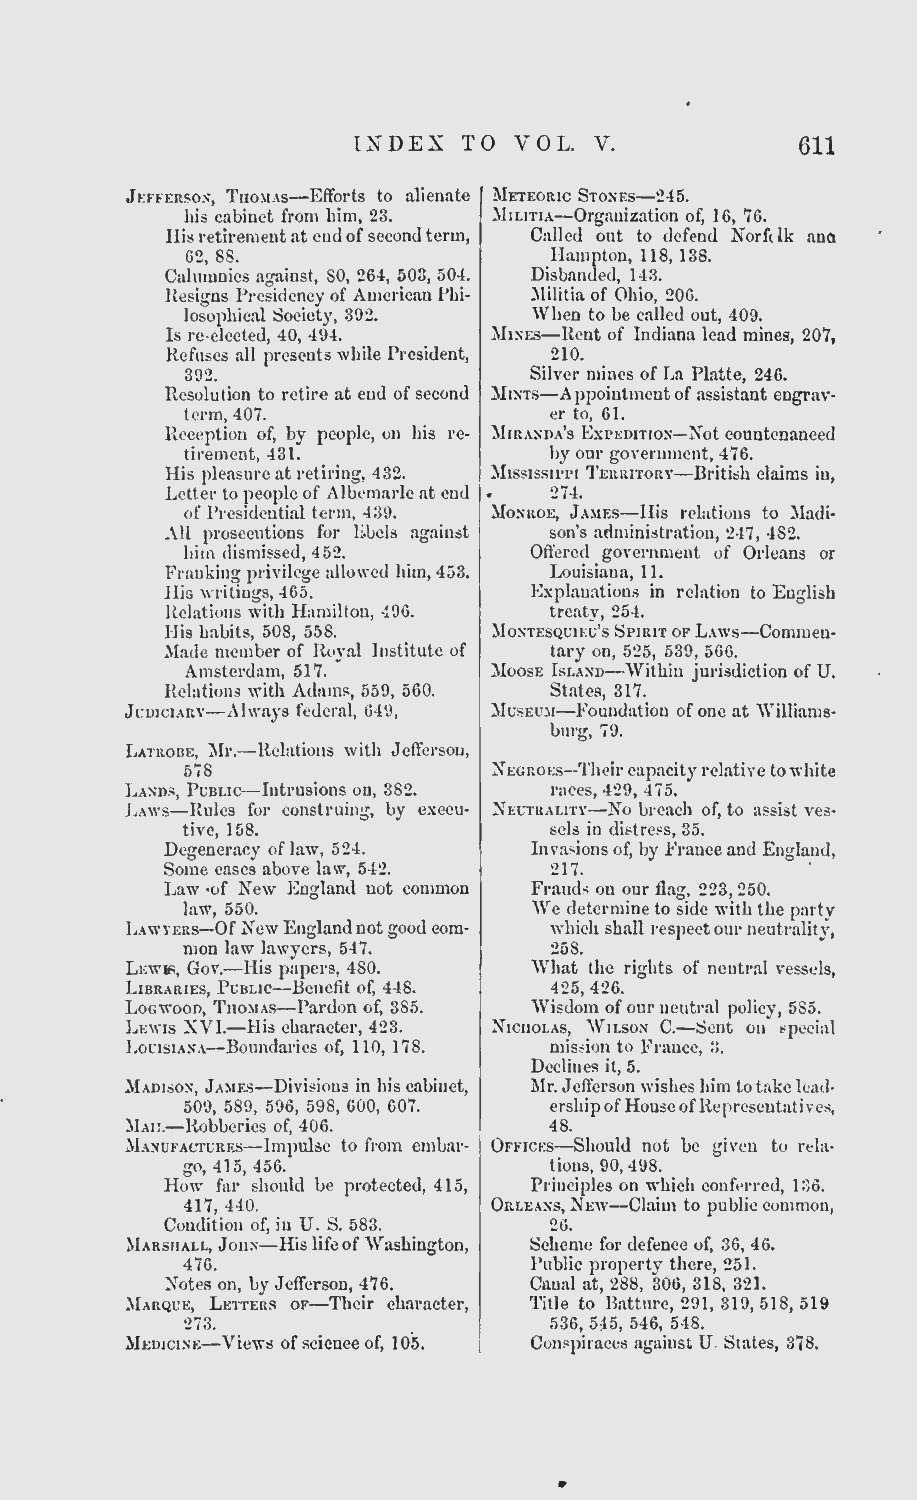 INDEX TO VOL. V. 611
JEFFERSON, THOMAS—Efforts to alienate
his cabinet from him, 23.
His retirement at end of second term,
62, 88.
Calumnies against, 80, 264, 503, 504.
Resigns Presidency of American Phi-
losophical Society, 392.
Is re-elected, 40, 494.
Refuses all presents while President,
392.
Resolution to retire at end of second
term, 407.
Reception of, by people, on his re-
tirement, 431.
His pleasure at retiring, 432.
Letter to people of Albemarle at end
of Presidential term, 439.
All prosecutions for libels against
him dismissed, 452.
Franking privilege allowed him, 453.
His writings, 465.
Relations with Hamilton, 496.
His habits, 508, 558.
Made member of Royal Institute of
Amsterdam, 517.
Relations with Adams, 559, 560.
JUDICIARY—Always federal, 649,
LATROBE, Mr.—Relations with Jefferson,
578
LANDS, PUBLIC—Intrusions on, 382.
LAWS—Rules for construing, by execu-
tive, 158.
Degeneracy of law, 524.
Some cases above law, 542.
Law of New England not common
law, 550.
LAWYERS—Of New England not good com-
mon law lawyers, 547.
LEWIS, Gov.—His papers, 480.
LIBRARIES, PUBLIC—Benefit of, 448.
LOGWOOD, THOMAS—Pardon of, 385.
LEWIS XVI.—His character, 423.
LOUISIANA—Boundaries of, 110, 178.
MADISON, JAMES—Divisions in his cabinet,
509, 589, 596, 598, 600, 607.
MAIL—Robberies of, 406.
MANUFACTURES—Impulse to from embar-
go, 415, 456.
How far should be protected, 415,
417, 440.
Condition of, in U. S. 583.
MARSHALL, JOHN—His life of Washington,
476.
Notes on, by Jefferson, 476.
MARQUE, LETTERS OF—Their character,
273.
MEDICINE—Views of science of, 105.
METEORIC STONES—245.
MILITIA—Organization of, 16, 76.
Called out to defend Norfolk and
Hampton, 118, 138.
Disbanded, 143.
Militia of Ohio, 206.
When to be called out, 409.
MINES—Rent of Indiana lead mines, 207,
210.
Silver mines of La Platte, 246.
MINTS—Appointment of assistant engrav-
er to, 61.
MIRANDA'S EXPEDITION—Not countenanced
by our government, 476.
MISSISSIPPI TERRITORY—British claims in,
274.
MONROE, JAMES—His relations to Madi-
son's administration, 247, 482.
Offered government of Orleans or
Louisiana, 11.
Explanations in relation to English
treaty, 254.
MONTESQUIEU'S SPIRIT OF LAWS—Commen-
tary on, 525, 539, 566.
MOOSE ISLAND—Within jurisdiction of U.
States, 317.
MUSEUM—Foundation of one at Williams-
burg, 79.
NEGROES—Their capacity relative to white
races, 429, 475.
NEUTRALITY—No breach of, to assist ves-
sels in distress, 35.
Invasions of, by France and England,
217.
Frauds on our flag, 223, 250.
We determine to side with the party
which shall respect our neutrality,
258.
What the rights of neutral vessels,
425, 426.
Wisdom of our neutral policy, 585.
NICHOLAS, WILSON C.—Sent on special
mission to France, 3.
Declines it, 5.
Mr. Jefferson wishes him to take lead-
ership of House of Representatives,
48.
OFFICES—Should not be given to rela-
tions, 90, 498.
Principles on which conferred, 136.
ORLEANS, NEW—Claim to public common,
26.
Scheme for defence of, 36, 46.
Public property there, 251.
Canal at, 288, 306, 318, 321.
Title to Batture, 291, 319, 518, 519
536, 545, 546, 548.
Conspiraces against U. States, 378.